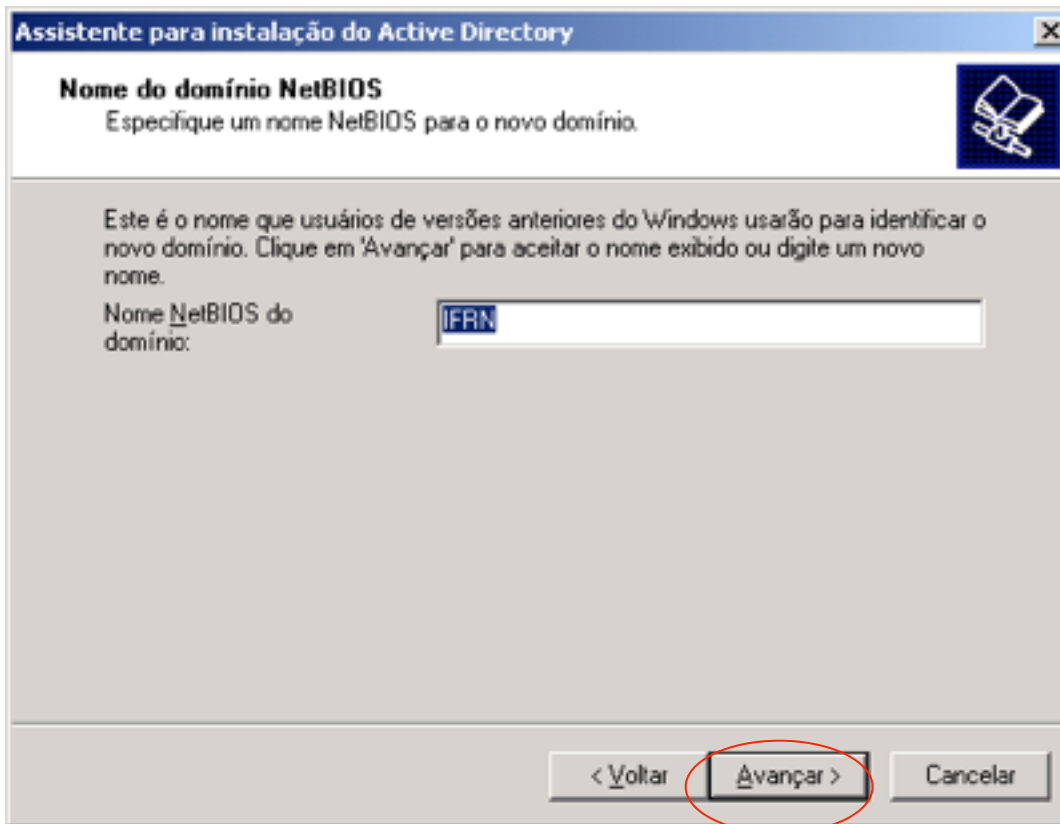 Assistente para instalação do Active Directory
Nome do domínio NetBIOS
Especifique um nome NetBIOS para o novo domínio.
Este é o nome que usuários de versões anteriores do Windows usarão para identificar o
novo domínio. Clique em 'Avançar' para aceitar o nome exibido ou digite um novo
nome.
Nome NetBIOS do
domínio:
IFRN
< Voltar
Avançar >
Cancelar